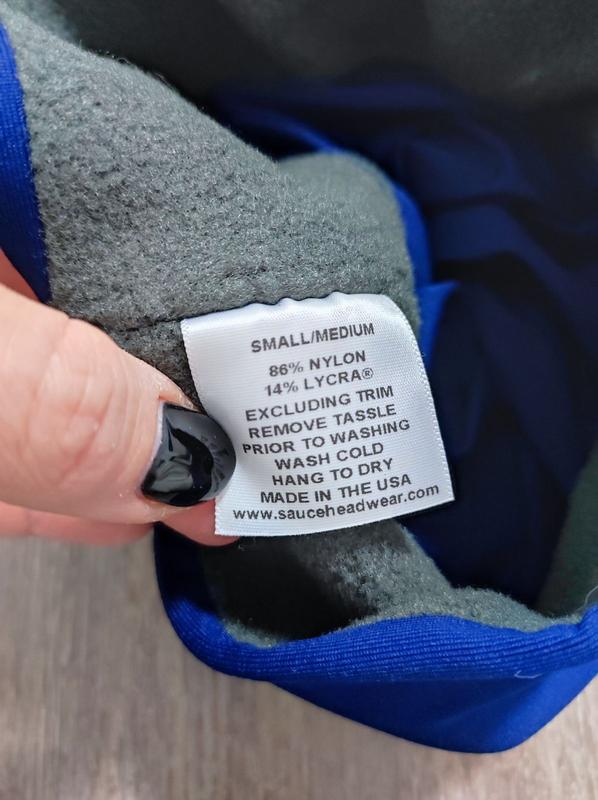 SMALL/MEDIUM
86% NYLON
14% LYCRA®
EXCLUDING TRIM
REMOVE TASSLE
PRIOR TO WASHING
WASH COLD
HANG TO DRY
MADE IN THE USA
www.sauceheadwear.com